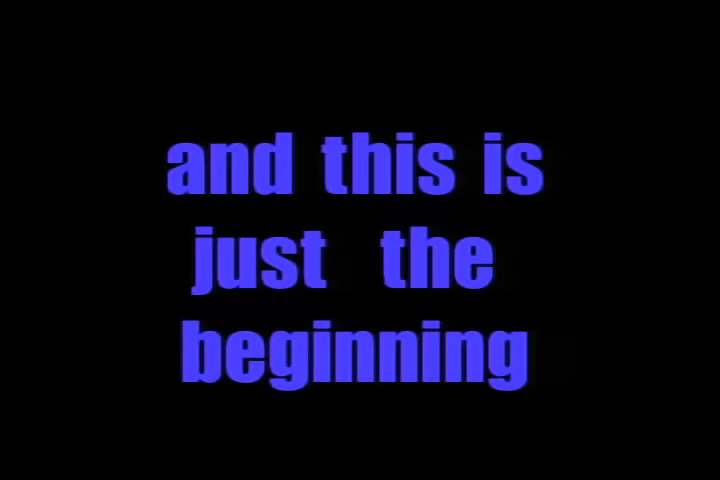 and this is
just the
beginning